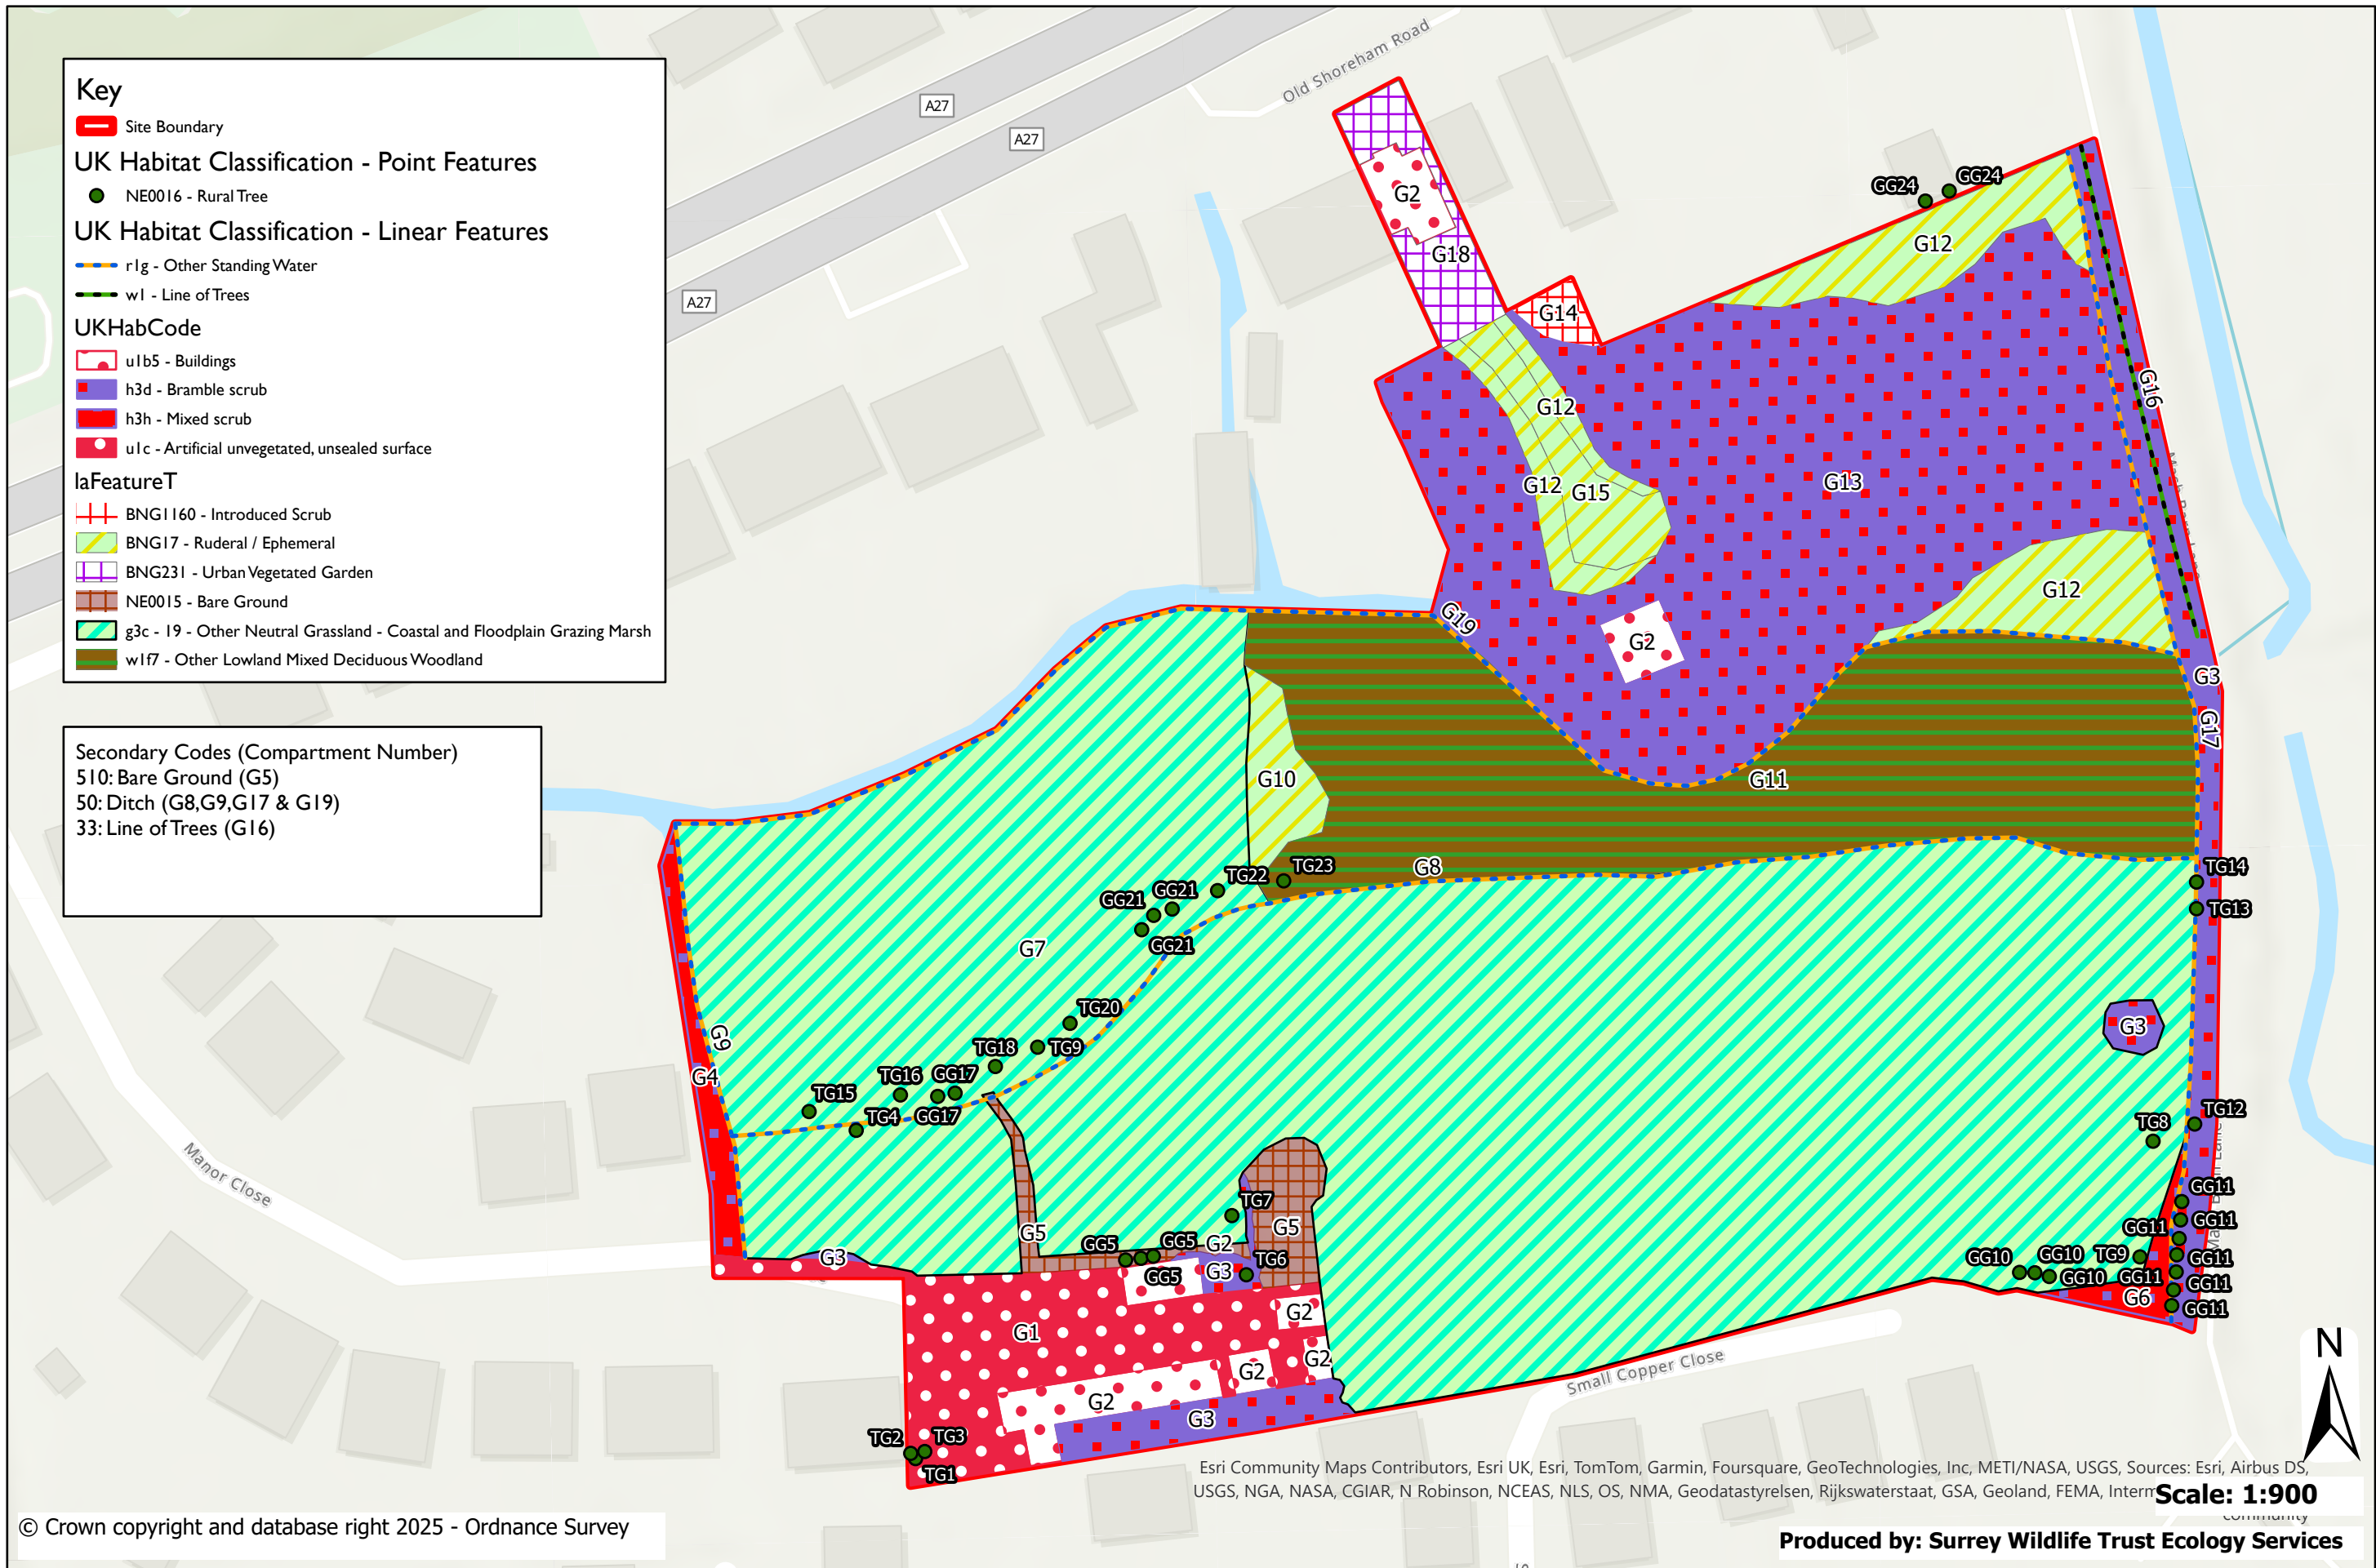 Key
Site Boundary
UK Habitat Classification - Point Features
NE0016 - Rural Tree
UK Habitat Classification - Linear Features
r1g - Other Standing Water
w1 - Line of Trees
UKHabCode
u1b5 - Buildings
h3d - Bramble scrub
h3h - Mixed scrub
u1c - Artificial unvegetated, unsealed surface
IaFeatureT
BNG1160 - Introduced Scrub
BNG17 - Ruderal / Ephemeral
BNG231 - Urban Vegetated Garden
NE0015 - Bare Ground
g3c - 19 - Other Neutral Grassland - Coastal and Floodplain Grazing Marsh
w1f7 - Other Lowland Mixed Deciduous Woodland
Secondary Codes (Compartment Number)
510: Bare Ground (G5)
50: Ditch (G8,G9,G17 & G19)
33: Line of Trees (G16)
A27
A27
A27
Old Shoreham Road
G2
G18
G14
GG24
GG24
G12
G16
G12
G12
G15
G13
G12
G19
G2
G3
G17
G10
G11
G8
TG14
TG13
TG23
TG22
GG21
GG21
GG21
G7
TG20
TG9
TG18
GG17
TG16
TG15
TG4
GG17
G9
G4
G3
TG12
TG8
GG11
GG11
GG11
GG11
GG11
GG11
GG11
TG9
GG10
GG10
GG10
G6
TG7
G5
G5
G2
GG5
GG5
GG5
G3
TG6
G3
G1
G2
G2
G2
G2
G3
TG2
TG3
TG1
Manor Close
Small Copper Close
N
Esri Community Maps Contributors, Esri UK, Esri, TomTom, Garmin, Foursquare, GeoTechnologies, Inc, METI/NASA, USGS, Sources: Esri, Airbus DS,
USGS, NGA, NASA, CGIAR, N Robinson, NCEAS, NLS, OS, NMA, Geodatastyrelsen, Rijkswaterstaat, GSA, Geoland, FEMA, Interm
community
Scale: 1:900
Produced by: Surrey Wildlife Trust Ecology Services
© Crown copyright and database right 2025 - Ordnance Survey